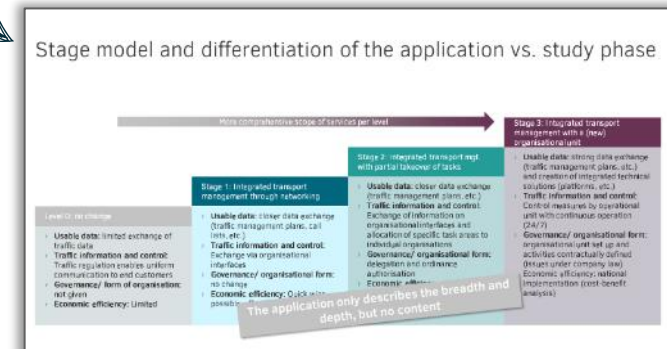 Stage model and differentiation of the application vs. study phase
More comprehensive scope of services per level
Level 0: no change
Usable data: limited exchange of
traffic data
Traffic information and control:
Traffic regulation enables uniform
communication to end customers
Governance/ form of organisation:
not given
Economic efficiency: Limited
Stage 1: Integrated transport
management through networking
Usable data: closer data exchange
(traffic management plans, call
lists, etc.)
Traffic information and control:
Exchange via organisational
interfaces
Governance/ organisational form:
no change
Economic efficiency: Quick wins
Stage 2: Integrated transport mgt.
with partial takeover of tasks
Usable data: closer data exchange
(traffic management plans, etc.)
Traffic information and control:
Exchange of information on
organisational interfaces and
allocation of specific task areas to
individual organisations
Governance/ organisational form:
delegation and ordinance
authorisation
Economic
Stage 3: Integrated transport
management with a (new)
organisational unit
Usable data: strong data exchange
(traffic management plans, etc.)
and creation of integrated technical
solutions (platforms, etc.)
Traffic information and control:
Control measures by operational
unit with continuous operation
(24/7)
Governance/ organisational form:
organisational unit set up and
activities contractually defined
(issues under company law)
Economic efficiency: national
implementation (cost-benefit
analysis)
The application only describes the breadth and
depth, but no content